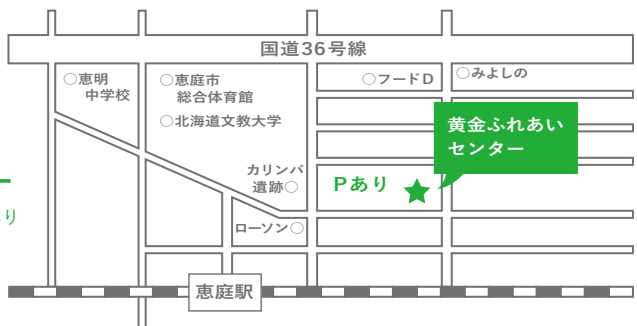 国道36号線
○恵明
中学校
○恵庭市
総合体育館
○北海道文教大学
○フードD
○みよしの
黄金ふれあい
センター
カリンバ
遺跡○
Pあり
り
ローソン○
恵庭駅